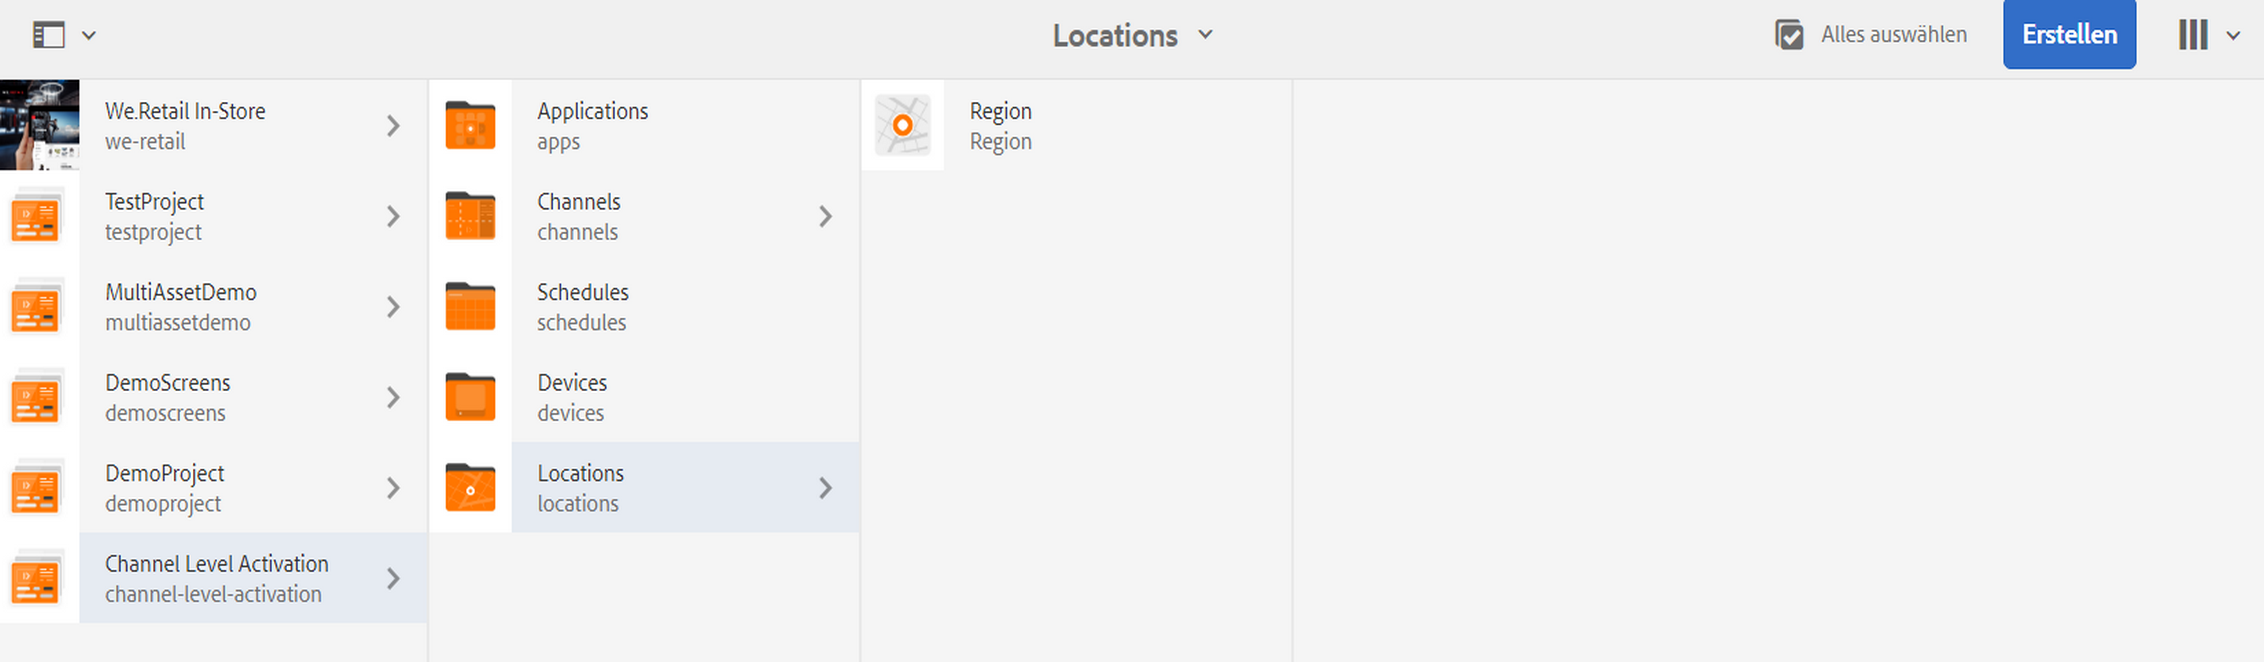 Locations
Alles auswählen
Erstellen
We.Retail In-Store
we-retail
TestProject
testproject
MultiAssetDemo
multiassetdemo
DemoScreens
demoscreens
DemoProject
demoproject
Channel Level Activation
channel-level-activation
Applications
apps
Channels
channels
Schedules
schedules
Devices
devices
Locations
locations
Region
Region